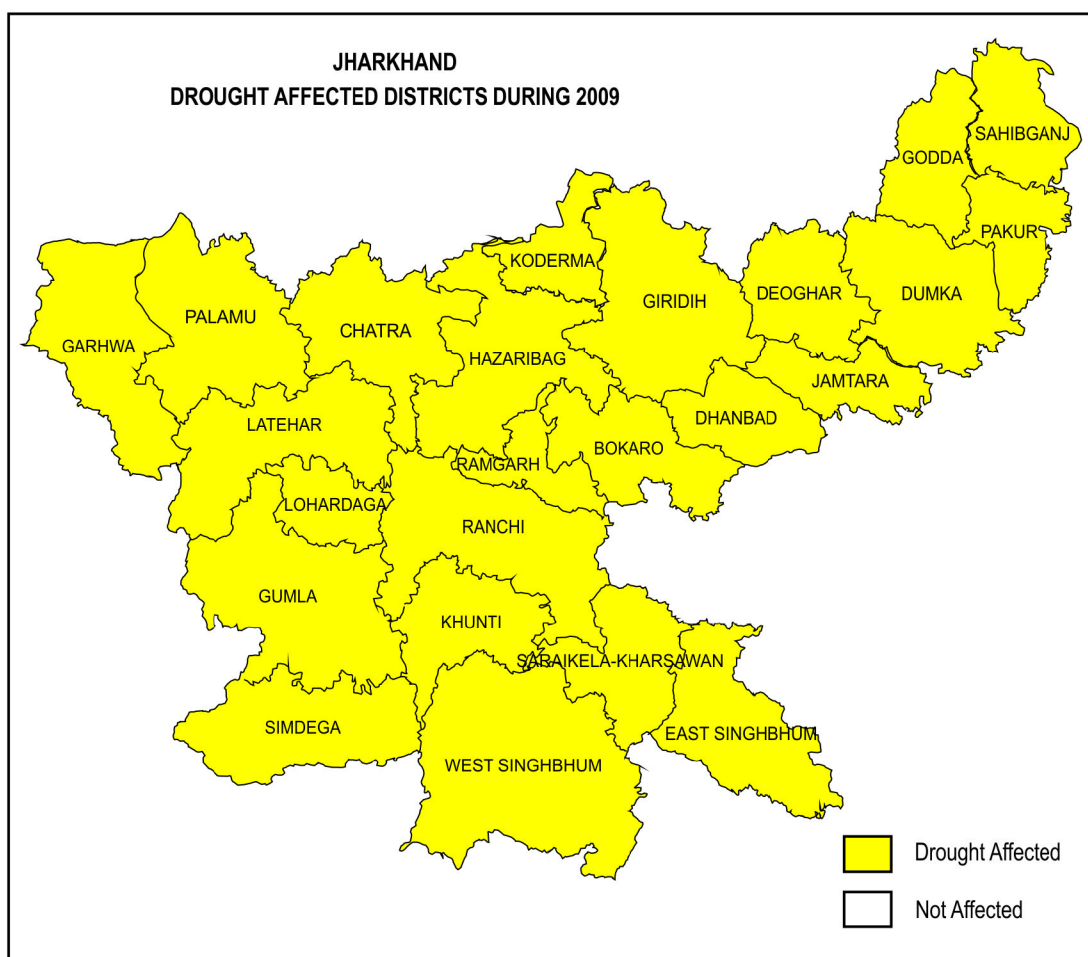 JHARKHAND
DROUGHT AFFECTED DISTRICTS DURING 2009
SAHIBGANJ
GODDA
PAKUR
KODERMA
DEOGHAR
DUMKA
GIRIDIH
PALAMU
CHATRA
GARHWA
HAZARIBAG
JAMTARA
DHANBAD
LATEHAR
BOKARO
RAMGARH
LOHARDAGA
RANCHI
GUMLA
KHUNTI
SARAIKELA-KHARSAWAN
SIMDEGA
EAST SINGHBHUM
WEST SINGHBHUM
Drought Affected
Not Affected